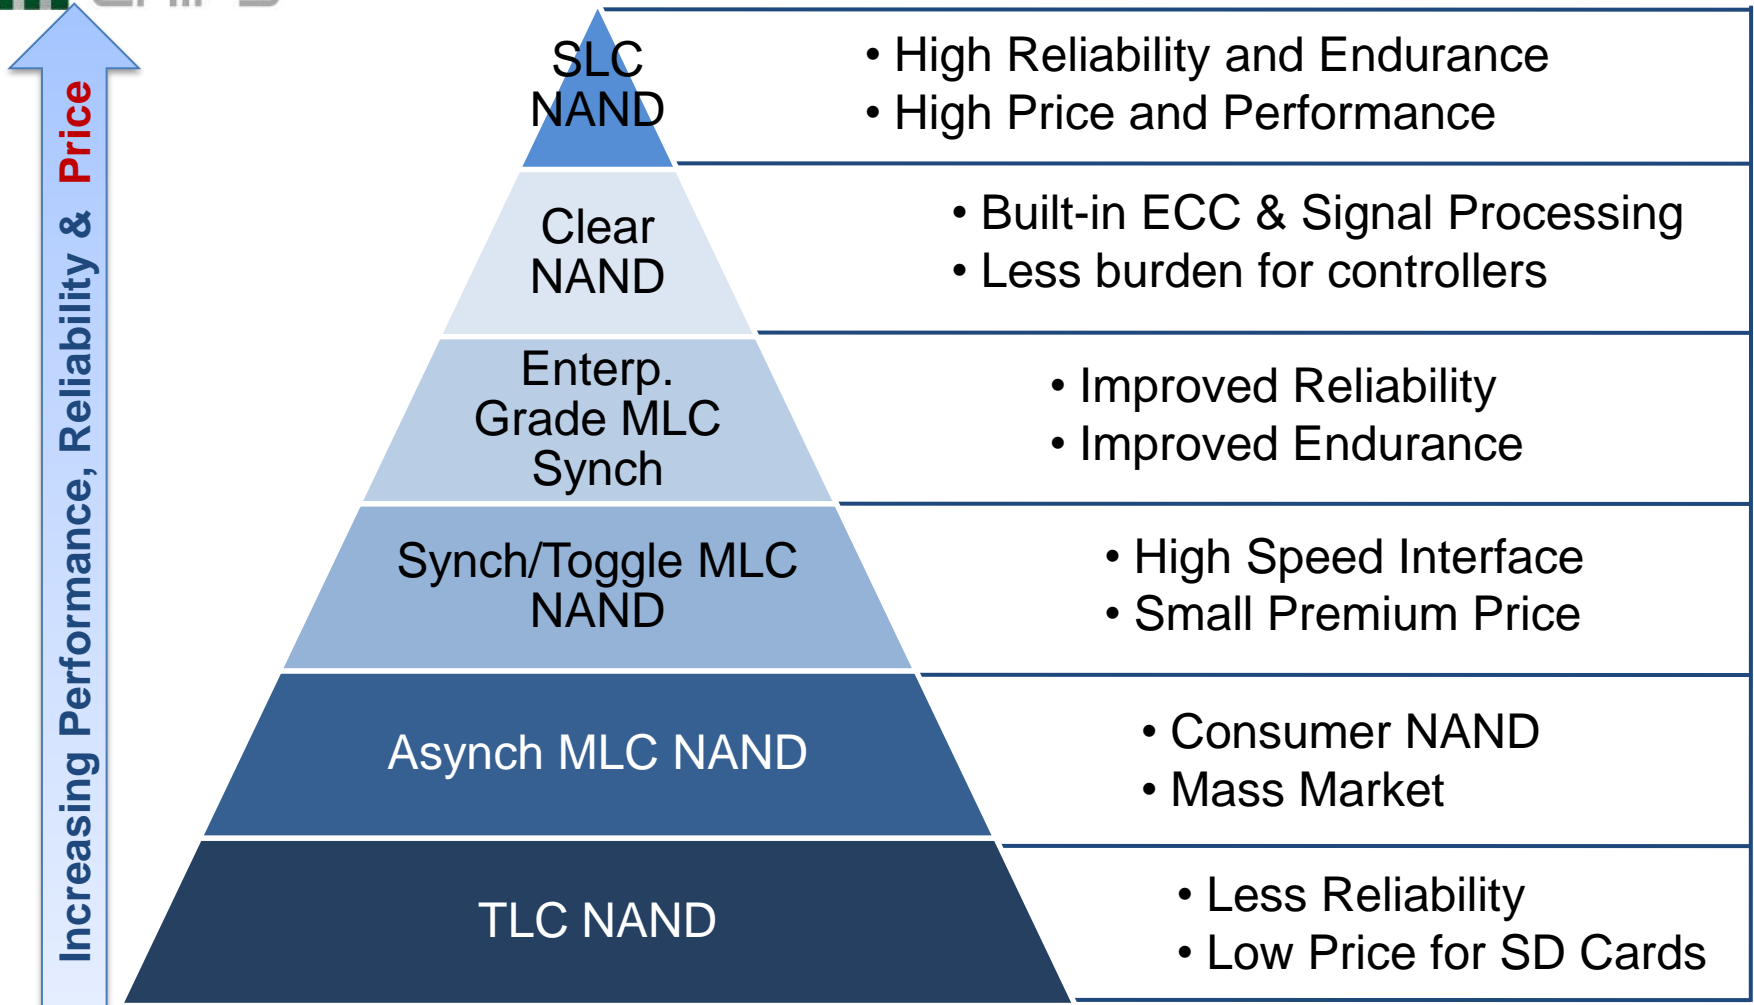 Increasing Performance, Reliability & Price
SLC
NAND
• High Reliability and Endurance
• High Price and Performance
Clear
NAND
• Built-in ECC & Signal Processing
• Less burden for controllers
Enterp.
Grade MLC
Synch
• Improved Reliability
• Improved Endurance
Synch/Toggle MLC
NAND
• High Speed Interface
• Small Premium Price
Asynch MLC NAND
• Consumer NAND
• Mass Market
TLC NAND
• Less Reliability
• Low Price for SD Cards